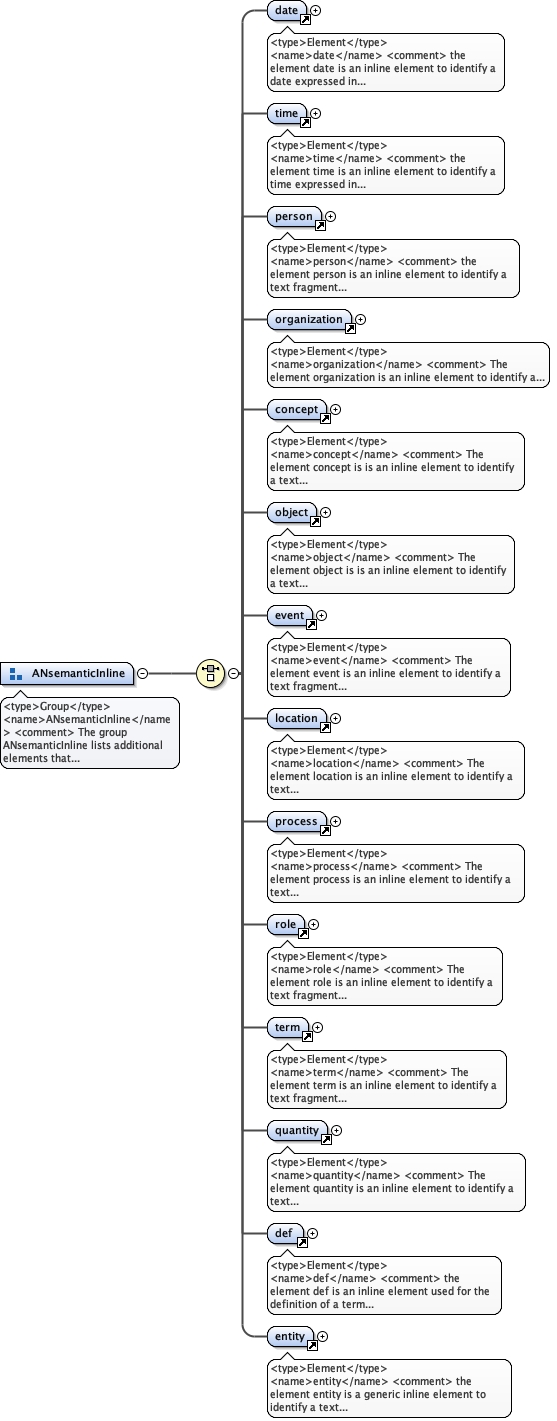 date
<type>Element</type>
<name>date</name> <comment> the
element date is an inline element to identify a
date expressed in...
time
<type>Element</type>
<name>time</name> <comment> the
element time is an inline element to identify a
time expressed in...
person
<type>Element</type>
<name>person</name> <comment> the
element person is an inline element to identify a
text fragment...
organization
<type>Element</type>
<name>organization</name> <comment> The
element organization is an inline element to identify a...
concept
<type>Element</type>
<name>concept</name> <comment> The
element concept is is an inline element to identify
a text...
object
<type>Element</type>
<name>object</name> <comment> The
element object is is an inline element to identify
a text...
event
<type>Element</type>
<name>event</name> <comment> The
element event is an inline element to identify a
text fragment...
ANsemanticInline
<type>Group</type>
<name>ANsemanticInline</name
> <comment> The group
ANsemanticInline lists additional
elements that...
location
<type>Element</type>
<name>location</name> <comment> The
element location is an inline element to identify a
text...
process
<type>Element</type>
<name>process</name> <comment> The
element process is an inline element to identify a
text...
role
<type>Element</type>
<name>role</name> <comment> The
element role is an inline element to identify a
text fragment...
term
<type>Element</type>
<name>term</name> <comment> The
element term is an inline element to identify a
text fragment...
quantity
<type>Element</type>
<name>quantity</name> <comment> The
element quantity is an inline element to identify a
text...
def
<type>Element</type>
<name>def</name> <comment> the
element def is an inline element used for the
definition of a term...
entity
<type>Element</type>
<name>entity</name> <comment> the
element entity is a generic inline element to
identify a text...